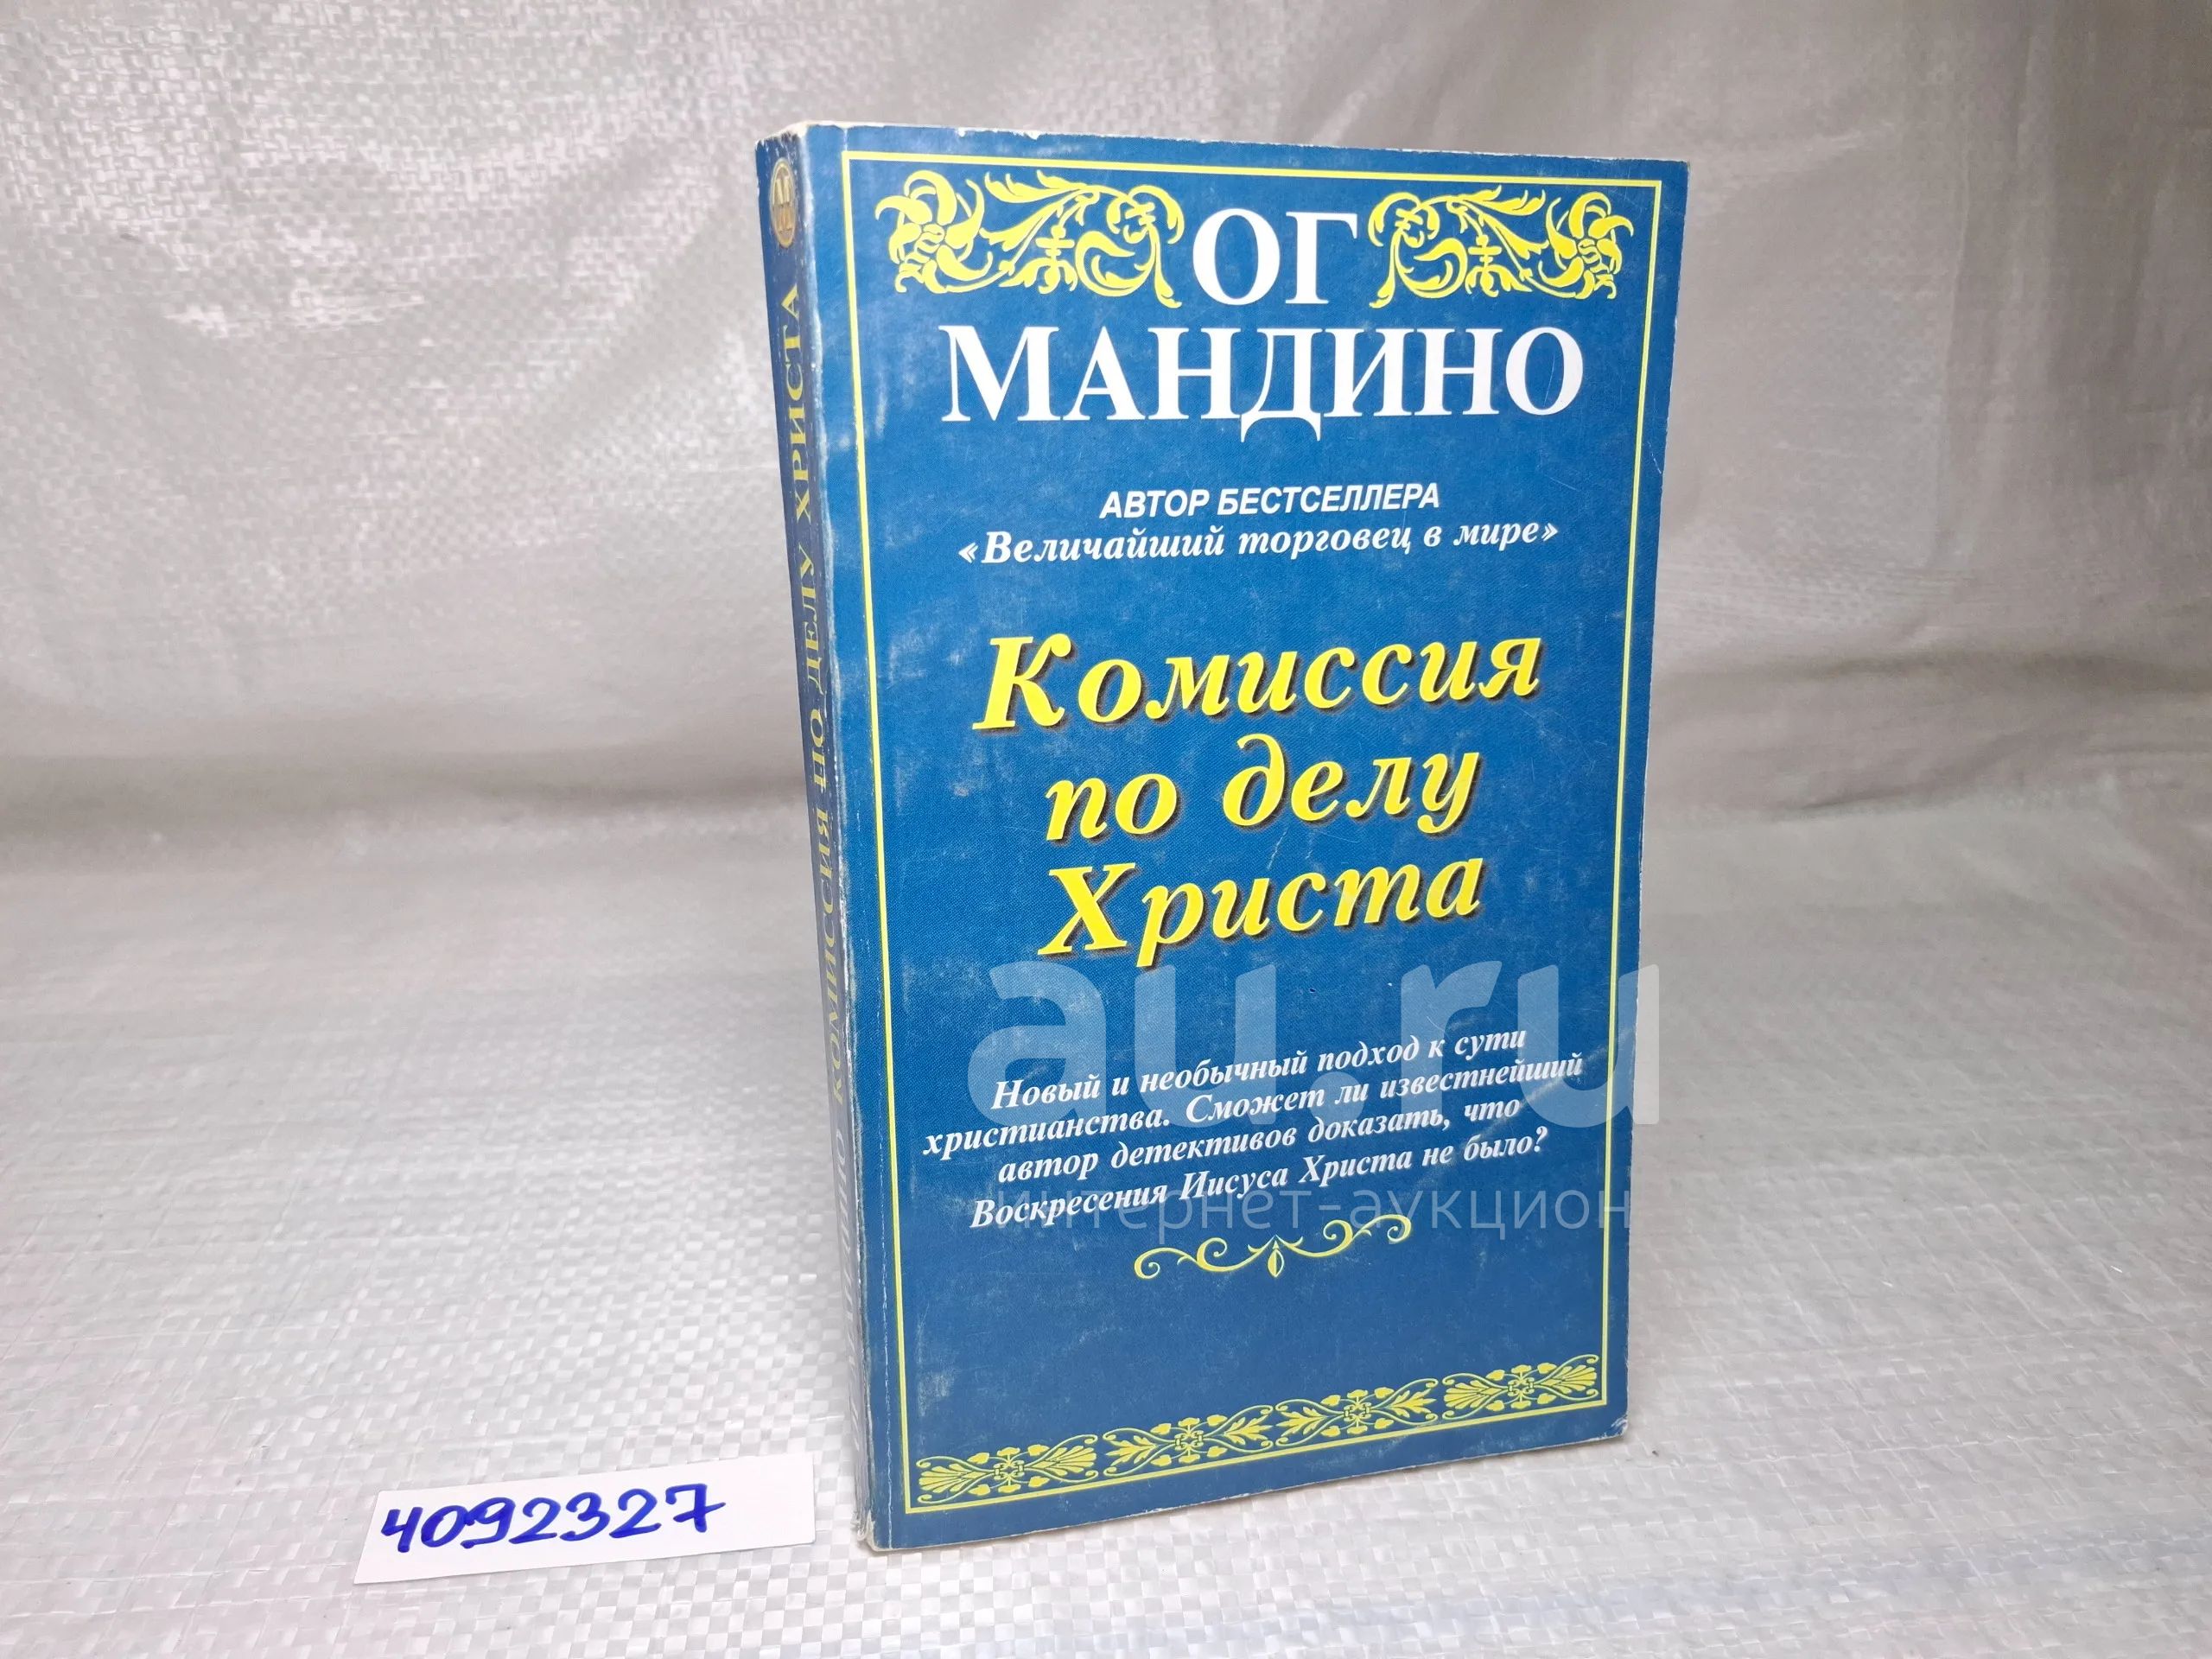 ОГ
МАНДИНО
АВТОР БЕСТСЕЛЛЕРА
«Величайший торговец в мире»
Комиссия
по делу
Христа
Новый и необычный подход к сути
христианства. Сможет ли известнейший
автор детективов доказать, что
Воскресения Иисуса Христа не было?
КОМИССИЯ ПО ДЕЛУ ХРИСТА
au.ru
интернет-аукцион
4092327